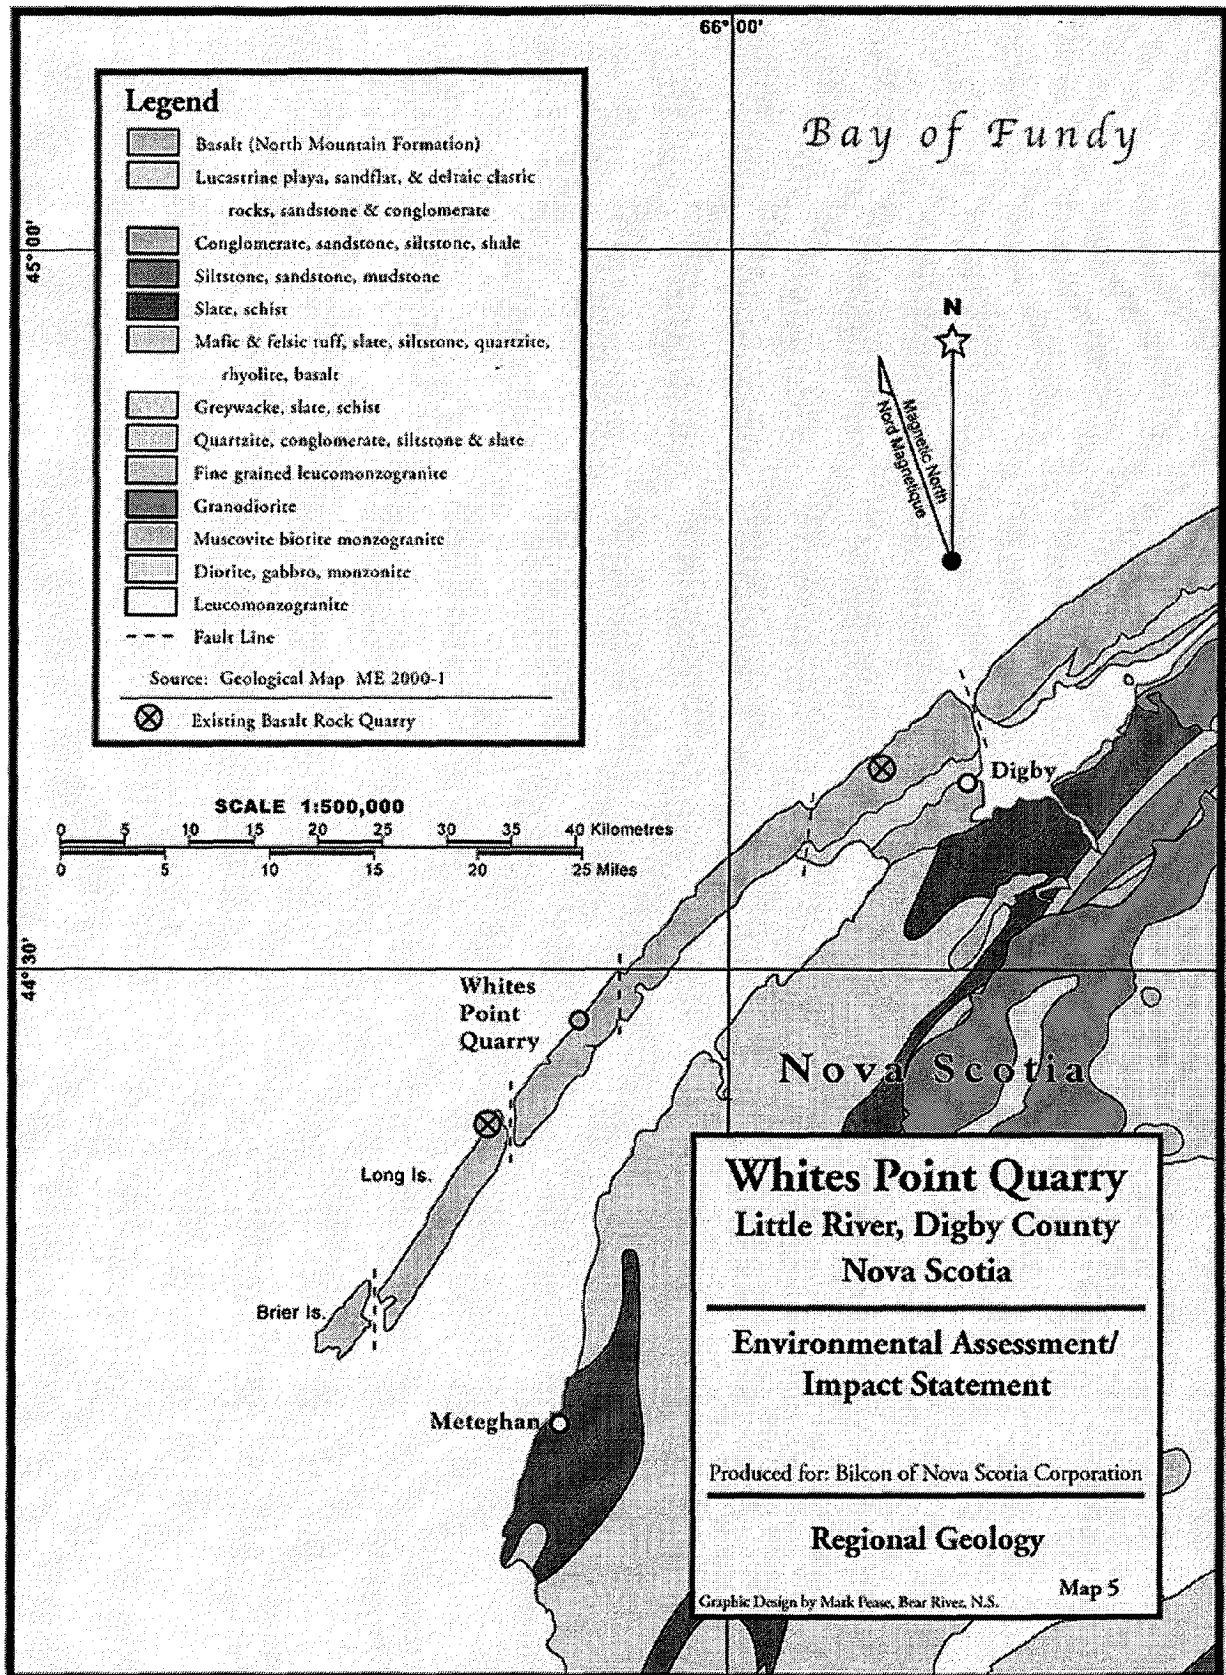 66° 00'
Bay of Fundy
Legend
Basalt (North Mountain Formation)
Lucastrine playa, sandflat, & deltaic clastic
rocks, sandstone & conglomerate
Conglomerate, sandstone, siltstone, shale
Siltstone, sandstone, mudstone
Slate, schist
Mafic & felsic tuff, slate, siltstone, quartzite,
rhyolite, basalt
Greywacke, slate, schist
Quartzite, conglomerate, siltstone & slate
Fine grained leucomonzogranite
Granodiorite
Muscovite biotite monzogranite
Diorite, gabbro, monzonite
Leucomonzogranite
Fault Line
Source: Geological Map ME 2000-1
Existing Basalt Rock Quarry
45° 00'
N
Magnetic North
Nord Magnetique
Digby
SCALE 1:500,000
0 5 10 15 20 25 30 35 40 Kilometres
0 5 10 15 20 25 Miles
44° 30'
Whites
Point
Quarry
Nova Scotia
Long Is.
Brier Is.
Meteghan
Whites Point Quarry
Little River, Digby County
Nova Scotia
Environmental Assessment/
Impact Statement
Produced for: Bilcon of Nova Scotia Corporation
Regional Geology
Map 5
Graphic Design by Mark Pease, Bear River, N.S.